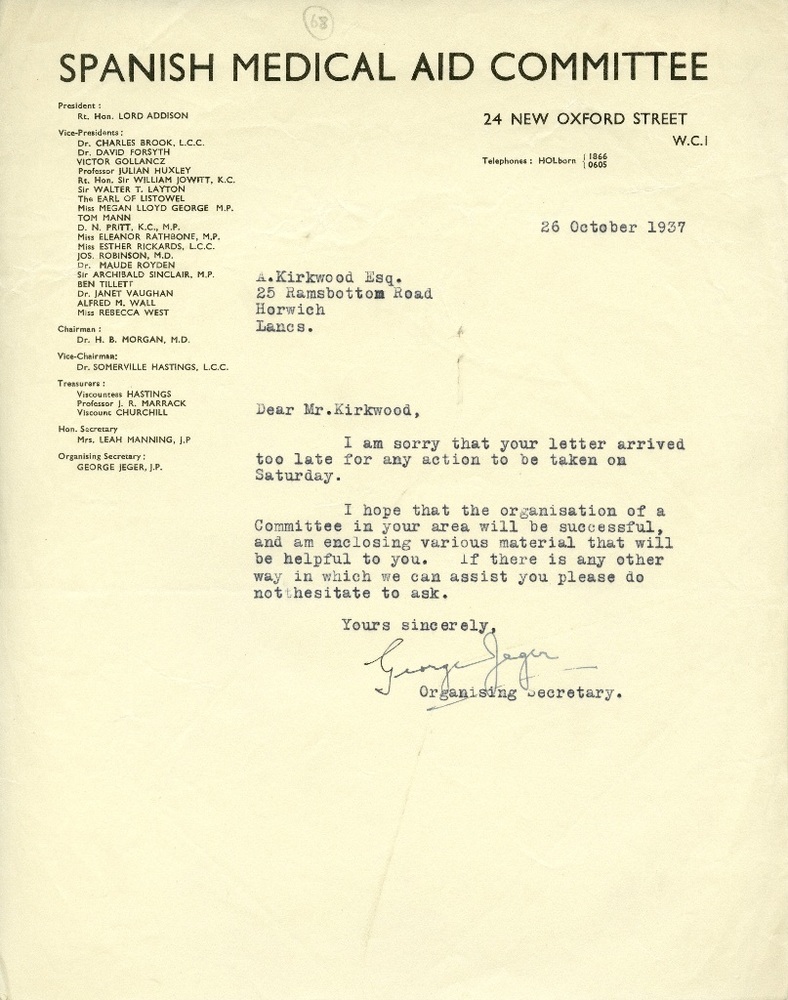 68
SPANISH MEDICAL AID COMMITTEE
President :
Rt. Hon. LORD ADDISON
Vice-Presidents :
Dr. CHARLES BROOK, L.C.C.
Dr. DAVID FORSYTH
VICTOR GOLLANCZ
Professor JULIAN HUXLEY
Rt. Hon. Sir WILLIAM JOWITT, K.C.
Sir WALTER T. LAYTON
The EARL OF LISTOWEL
Miss MEGAN LLOYD GEORGE M.P.
TOM MANN
D. N. PRITT, K.C., M.P.
Miss ELEANOR RATHBONE, M.P.
Miss ESTHER RICKARDS, L.C.C.
JOS. ROBINSON, M.D.
Dr. MAUDE ROYDEN
Sir ARCHIBALD SINCLAIR, M.P.
BEN TILLETT
Dr. JANET VAUGHAN
ALFRED M. WALL
Miss REBECCA WEST
Chairman :
Dr. H. B. MORGAN, M.D.
Vice-Chairman:
Dr. SOMERVILLE HASTINGS, L.C.C.
Treasurers :
Viscountess HASTINGS
Professor J. R. MARRACK
Viscount CHURCHILL
Hon. Secretary
Mrs. LEAH MANNING, J.P
Organising Secretary :
GEORGE JEGER, J.P.
24 NEW OXFORD STREET
W.C.1
Telephones : HOLborn { 1866
0605
26 October 1937
A.Kirkwood Esq.
25 Ramsbottom Road
Horwich
Lancs.
Dear Mr.Kirkwood,
I am sorry that your letter arrived
too late for any action to be taken on
Saturday.
I hope that the organisation of a
Committee in your area will be successful,
and am enclosing various material that will
be helpful to you. If there is any other
way in which we can assist you please do
not hesitate to ask.
Yours sincerely,
George Jeger
Organising Secretary.